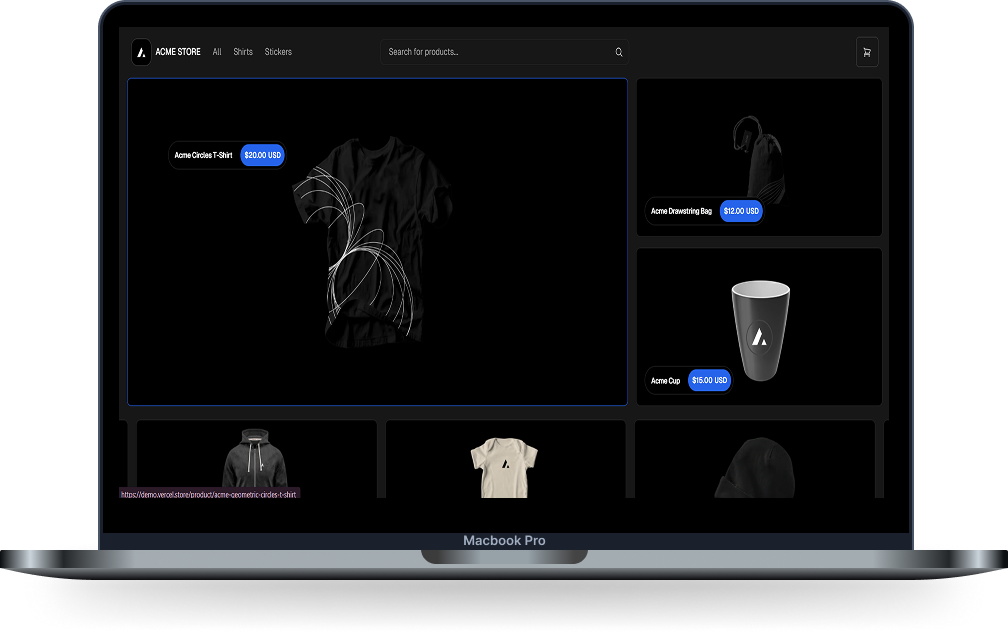 ACME STORE All Shirts Stickers Search for products...
Acme Circles T-Shirt $20.00 USD
Acme Drawstring Bag $12.00 USD
Acme Cup $15.00 USD
https://demo.vercel.store/product/acme-geometric-circles-t-shirt
Macbook Pro